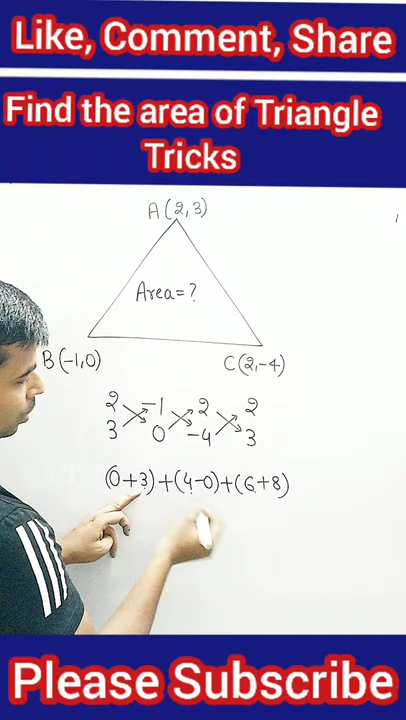 Like, Comment, Share
Find the area of Triangle
Tricks
A (2, 3)
Area = ?
B (-1, 0)
C (2, -4)
2 -1 2 2
3 0 -4 3
(0+3)+(4-0)+(6+8)
Please Subscribe